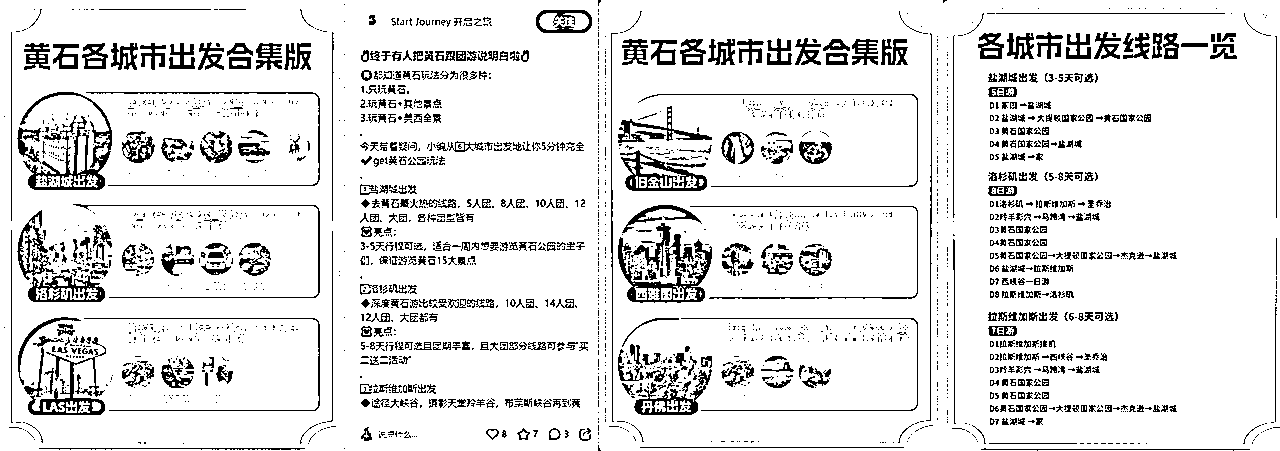 黄石各城市出发合集版
盐湖城出发
洛杉矶出发
LAS VEGAS
LAS出发
Start Journey 开启之旅
关注
终于有人把黄石跟团游说明白啦
都知道黄石玩法分为很多种：
1.只玩黄石。
2.玩黄石+其他景点
3.玩黄石+美西全景
今天带着疑问，小编从6大城市出发地让你5分钟完全
✔get黄石公园玩法
1盐湖城出发
◆去黄石最火热的线路，5人团、8人团、10人团、12
人团、大团，各种团型皆有
亮点：
3-5天行程可选，适合一周内想要游览黄石公园的亲子
们，保证游览黄石15大景点
2洛杉矶出发
◆深度黄石游比较受欢迎的线路，10人团、14人团、
12人团、大团都有
亮点：
5-8天行程可选且团期丰富，且大团部分线路可参与“买
二送二活动”
3拉斯维加斯出发
◆途径大峡谷，摄影天堂羚羊谷，布莱斯峡谷再到黄
说点什么...
8
7
3
黄石各城市出发合集版
旧金山出发
西雅图出发
丹佛出发
各城市出发线路一览
盐湖城出发（3-5天可选）
5日游
D1 家园→盐湖城
D2 盐湖城→大提顿国家公园→黄石国家公园
D3 黄石国家公园
D4 黄石国家公园→盐湖城
D5 盐湖城→家
洛杉矶出发（5-8天可选）
8日游
D1洛杉矶→拉斯维加斯→圣乔治
D2羚羊彩穴→马蹄湾→盐湖城
D3黄石国家公园
D4黄石国家公园
D5黄石国家公园→大提顿国家公园→杰克逊→盐湖城
D6 盐湖城→拉斯维加斯
D7 西峡谷一日游
D8 拉斯维加斯→洛杉矶
拉斯维加斯出发（6-8天可选）
7日游
D1拉斯维加斯接机
D2拉斯维加斯→西峡谷→圣乔治
D3羚羊彩穴→马蹄湾→盐湖城
D4 黄石国家公园
D5 黄石国家公园
D6黄石国家公园→大提顿国家公园→杰克逊→盐湖城
D7 盐湖城→家